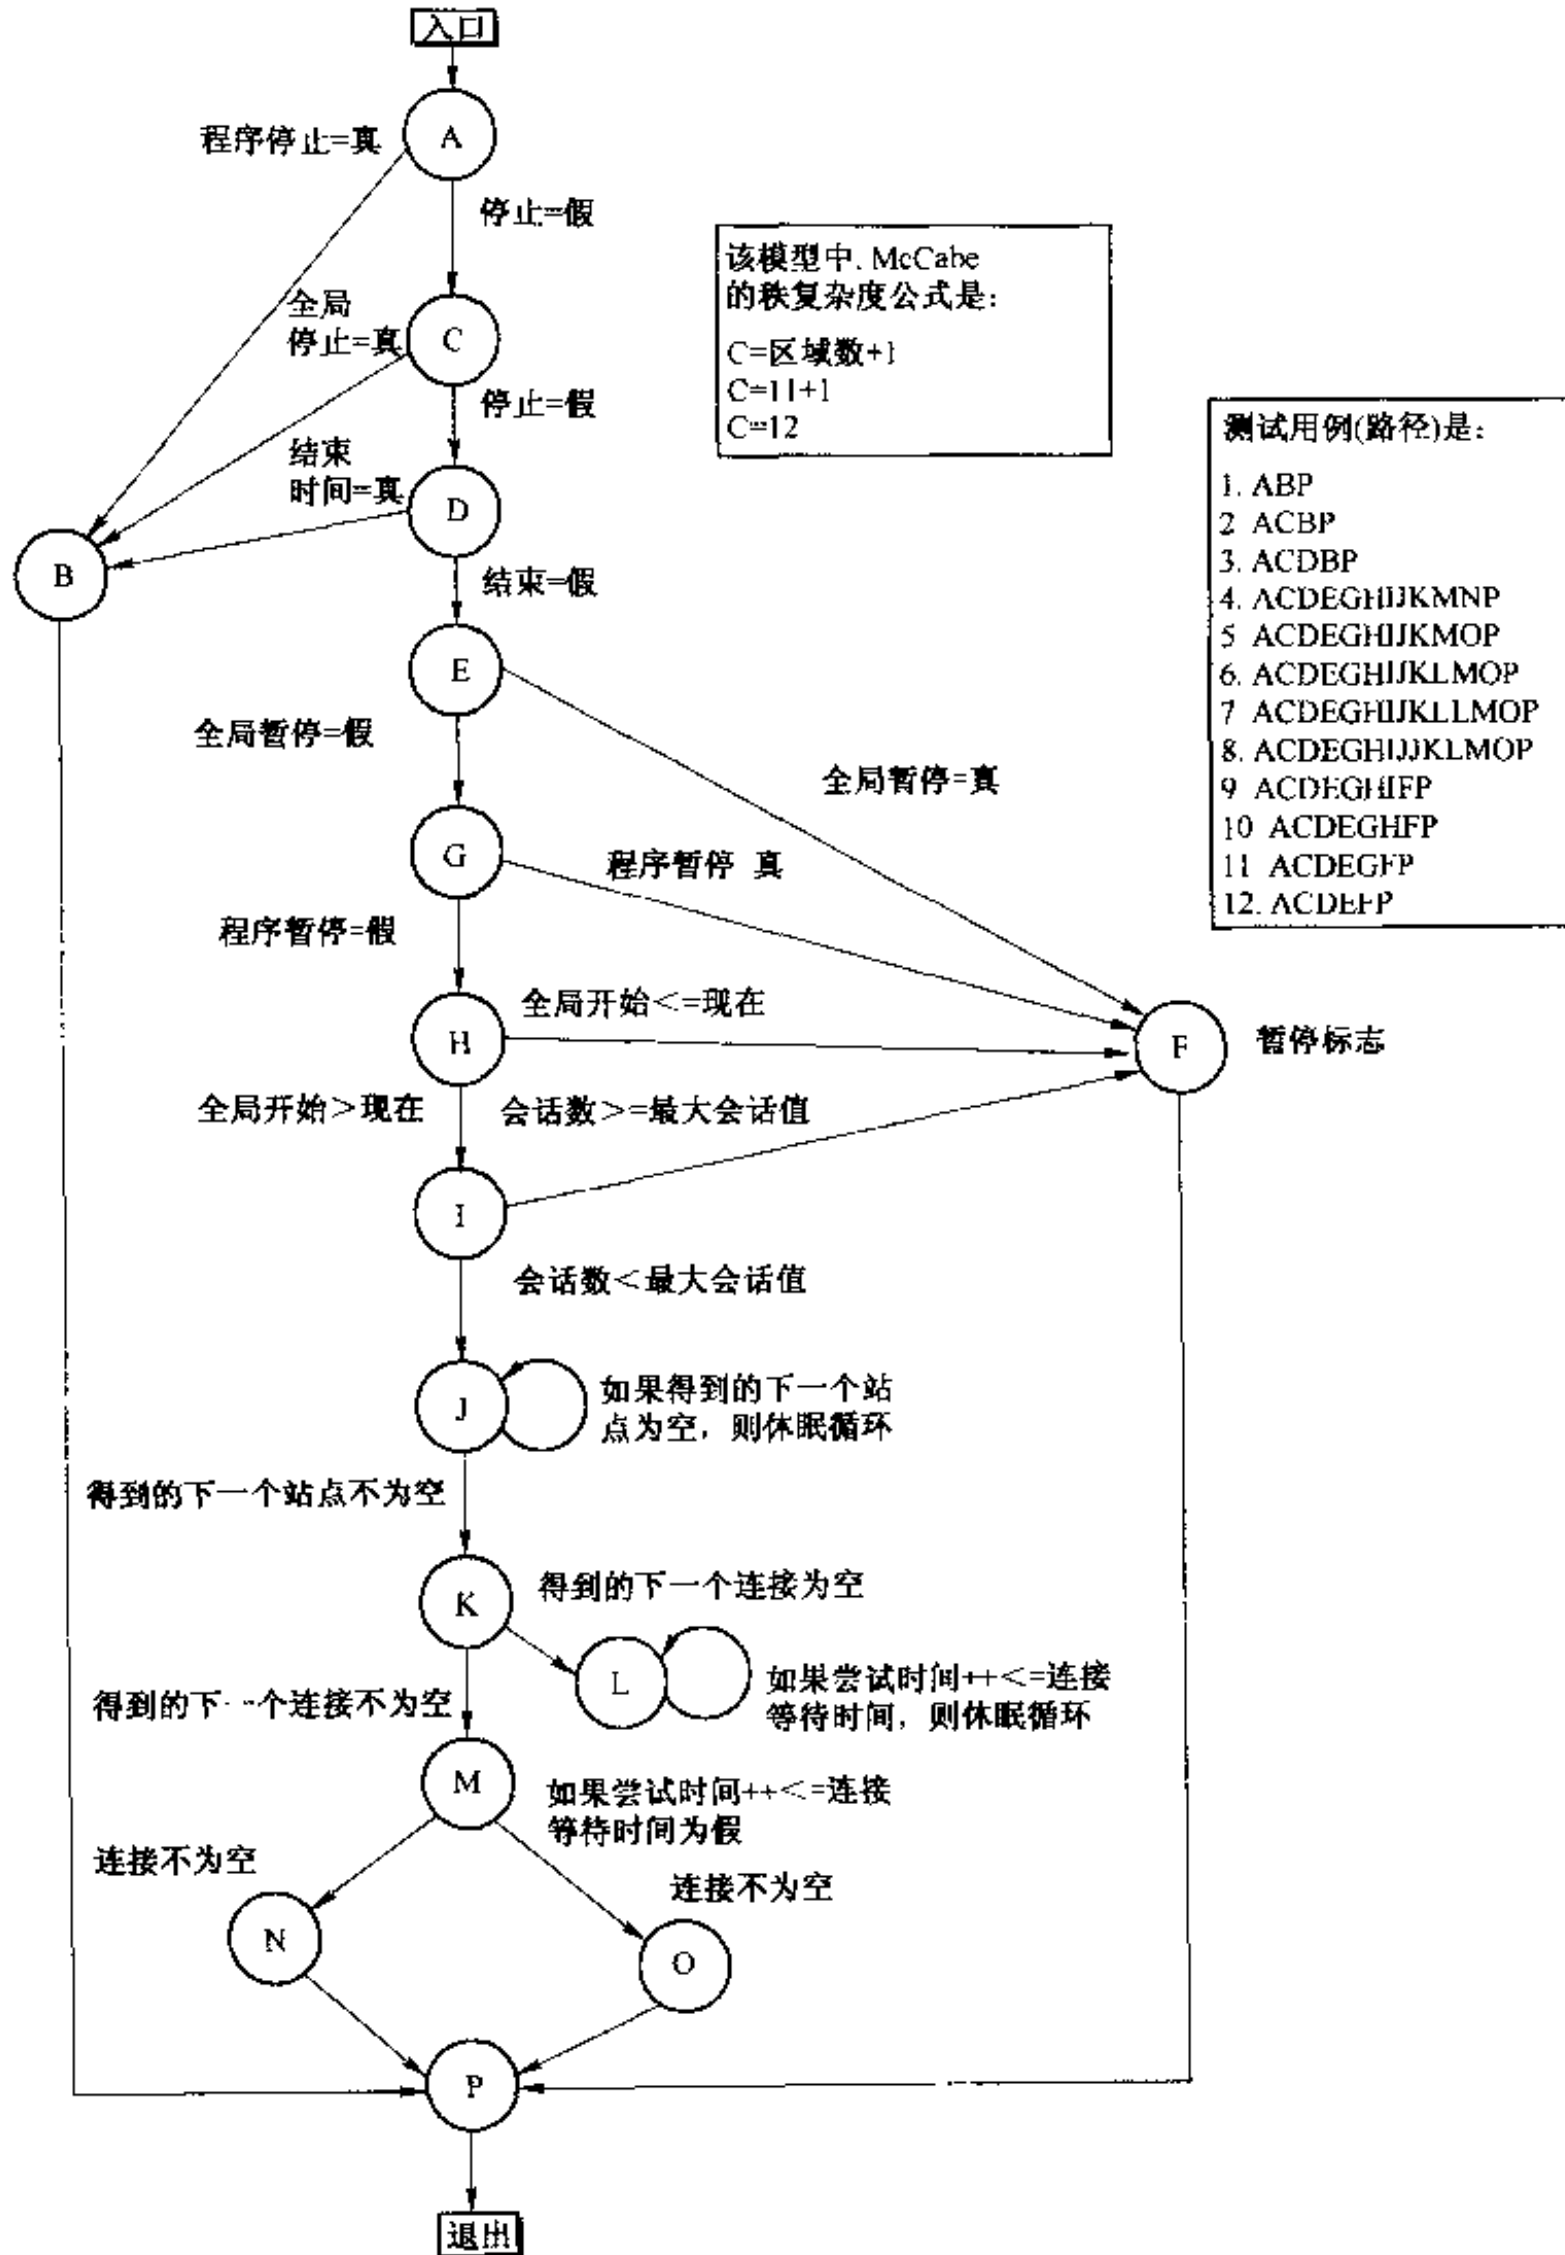 入口
A
程序停止=真
停止=假
全局
停止=真
C
停止=假
结束
时间=真
D
B
结束=假
E
全局暂停=假
全局暂停=真
G
程序暂停 真
程序暂停=假
全局开始<=现在
H
F
暂停标志
全局开始>现在
会话数>=最大会话值
I
会话数<最大会话值
J
如果得到的下一个站
点为空，则休眠循环
得到的下一个站点不为空
K
得到的下一个连接为空
L
如果尝试时间++<=连接
等待时间，则休眠循环
得到的下一个连接不为空
M
如果尝试时间++<=连接
等待时间为假
连接不为空
连接不为空
N
O
P
退出
该模型中, McCabe
的秩复杂度公式是:
C=区域数+1
C=11+1
C=12
测试用例(路径)是:
1. ABP
2 ACBP
3. ACDBP
4. ACDEGHIJKMNP
5 ACDEGHIJKMOP
6. ACDEGHIJKLMOP
7 ACDEGHIJKLLMOP
8. ACDEGHIJJKLMOP
9 ACDEGHIFP
10 ACDEGHFP
11 ACDEGFP
12. ACDEFP